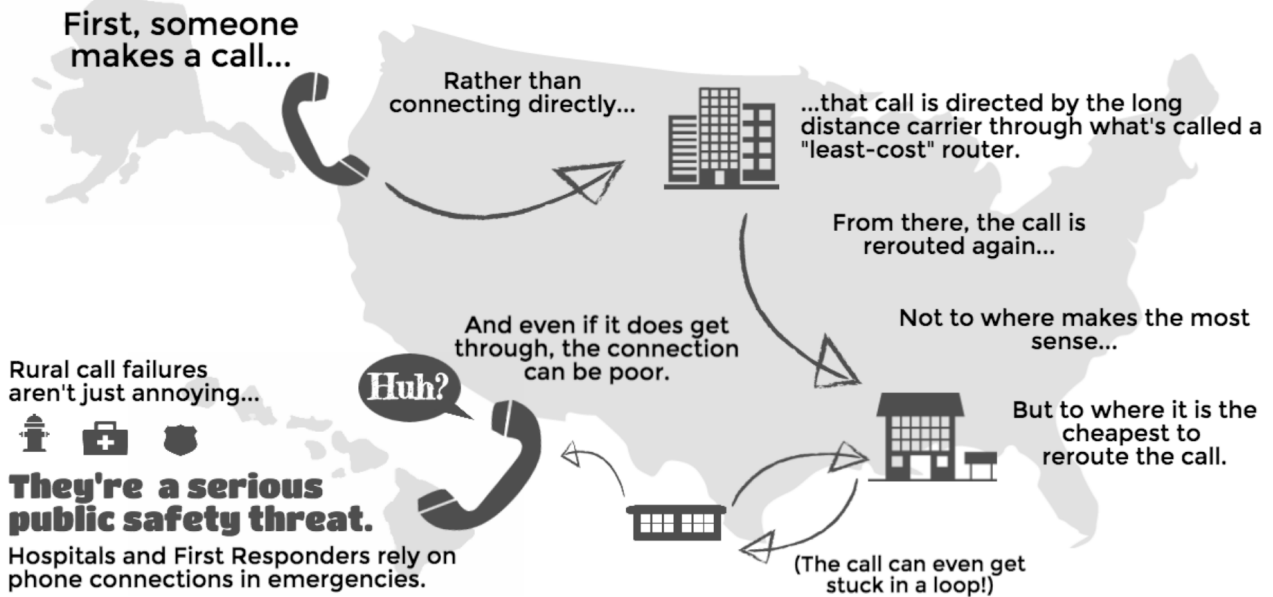 First, someone
makes a call...
Rather than
connecting directly...
...that call is directed by the long
distance carrier through what's called a
"least-cost" router.
From there, the call is
rerouted again...
Not to where makes the most
sense...
But to where it is the
cheapest to
reroute the call.
(The call can even get
stuck in a loop!)
And even if it does get
through, the connection
can be poor.
Huh?
Rural call failures
aren't just annoying...
They're a serious
public safety threat.
Hospitals and First Responders rely on
phone connections in emergencies.